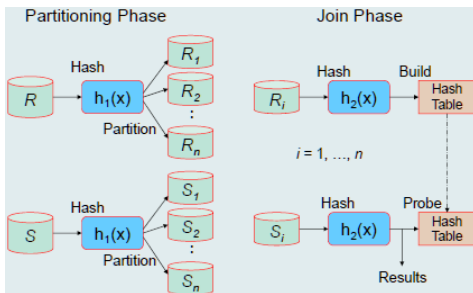 Partitioning Phase
Hash
R
h₁(x)
Partition
R₁
R₂
⋮
Rₙ
Hash
S
h₁(x)
Partition
S₁
S₂
⋮
Sₙ
Join Phase
Hash
Build
Rᵢ
h₂(x)
Hash
Table
i = 1, ..., n
Hash
Probe
Sᵢ
h₂(x)
Hash
Table
Results